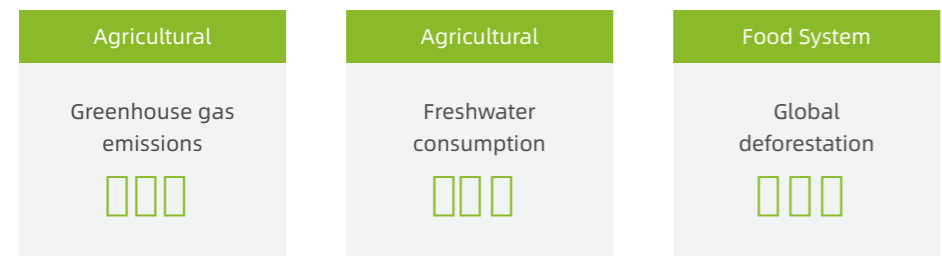 Agricultural
Greenhouse gas
emissions
Agricultural
Freshwater
consumption
Food System
Global
deforestation